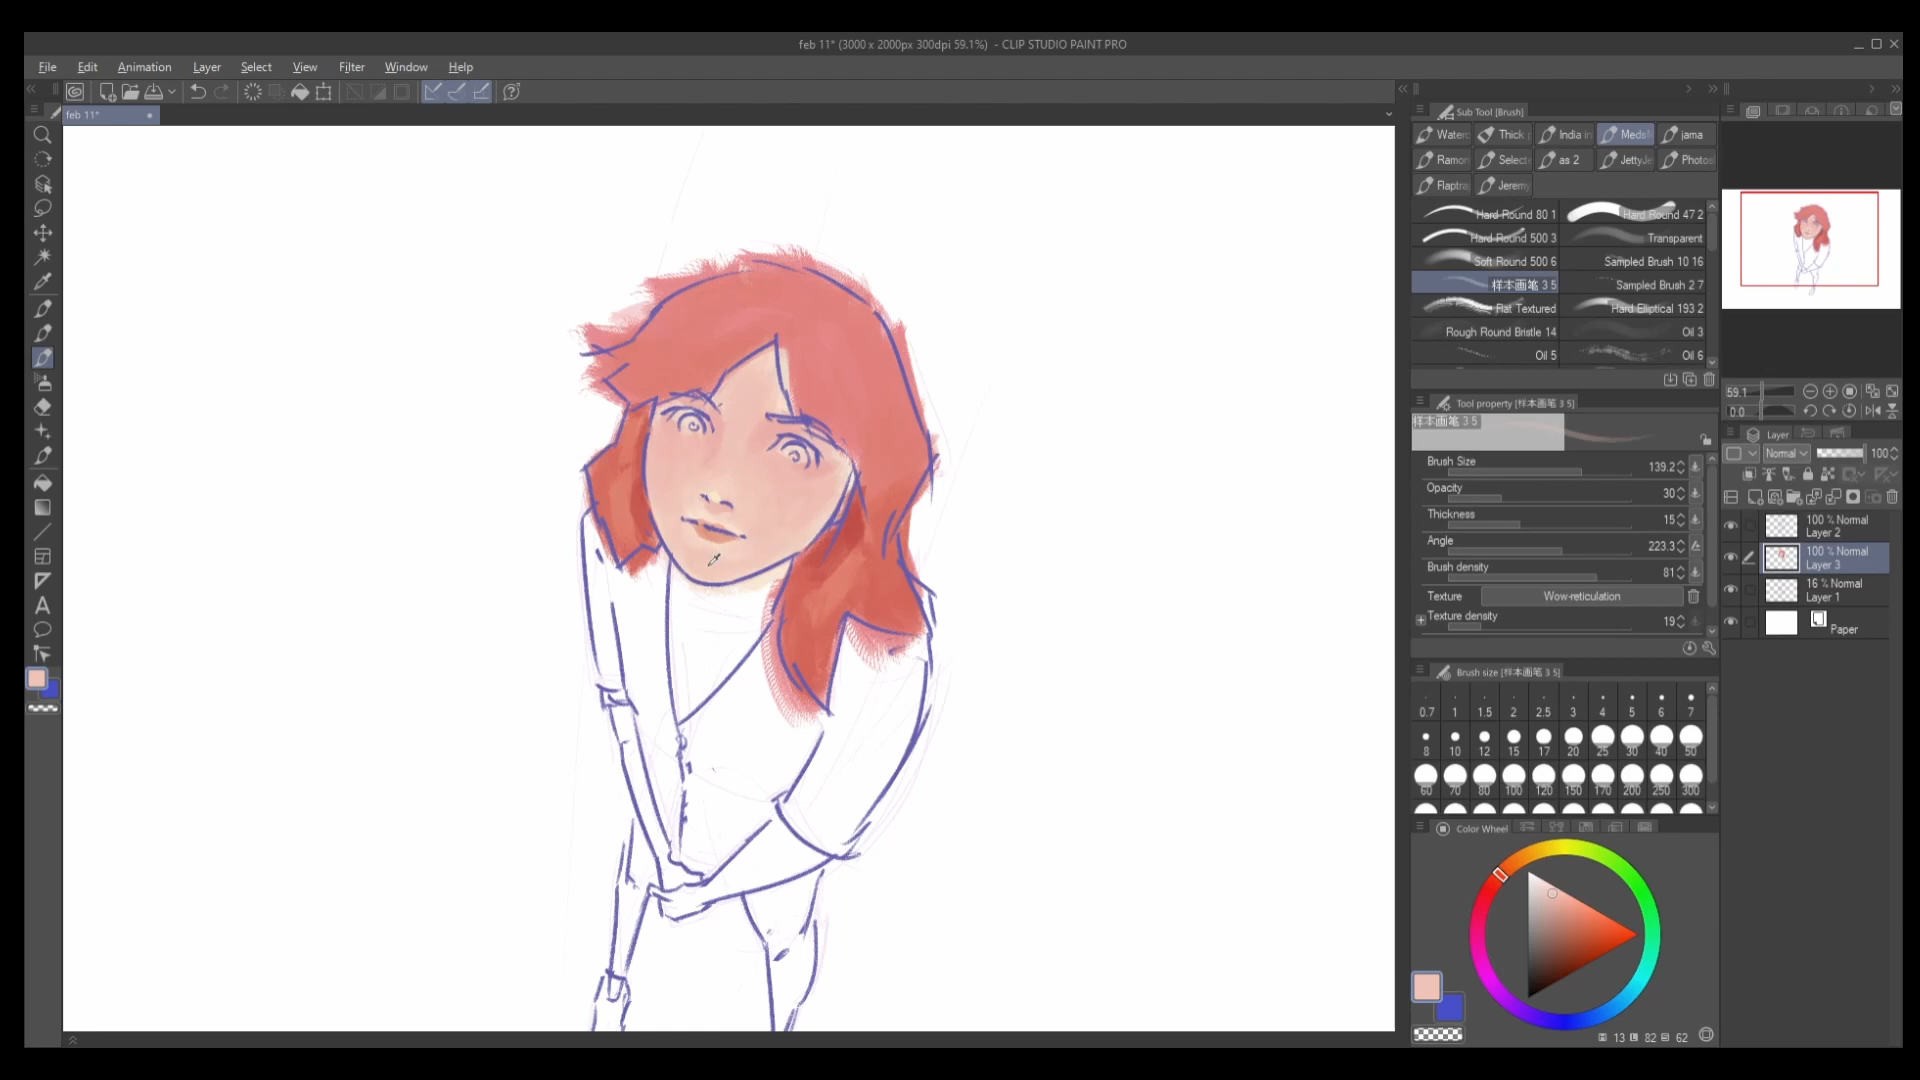 feb 11* (3000 x 2000px 300dpi 59.1%) - CLIP STUDIO PAINT PRO
File Edit Animation Layer Select View Filter Window Help
feb 11*
Sub Tool [Brush]
Waterc Thick India in Meds jama
Ramon Select as 2 JettyJe Photos
Flaptra Jeremy
Hard Round 80 1 Hard Round 47 2
Hard Round 500 3 Transparent
Soft Round 500 6 Sampled Brush 10 16
样本画笔 3 5 Sampled Brush 2 7
Flat Textured Hard Elliptical 193 2
Rough Round Bristle 14 Oil 3
Oil 5 Oil 6
Tool property [样本画笔 3 5]
样本画笔 3 5
Brush Size 139.2
Opacity 30
Thickness 15
Angle 223.3
Brush density 81
Texture Wow-reticulation
Texture density 19
Brush size [样本画笔 3 5]
0.7 1 1.5 2 2.5 3 4 5 6 7
8 10 12 15 17 20 25 30 40 50
60 70 80 100 120 150 170 200 250 300
Color Wheel
13 82 62
59.1
0.0
Layer
Normal 100
100 % Normal
Layer 2
100 % Normal
Layer 3
16 % Normal
Layer 1
Paper